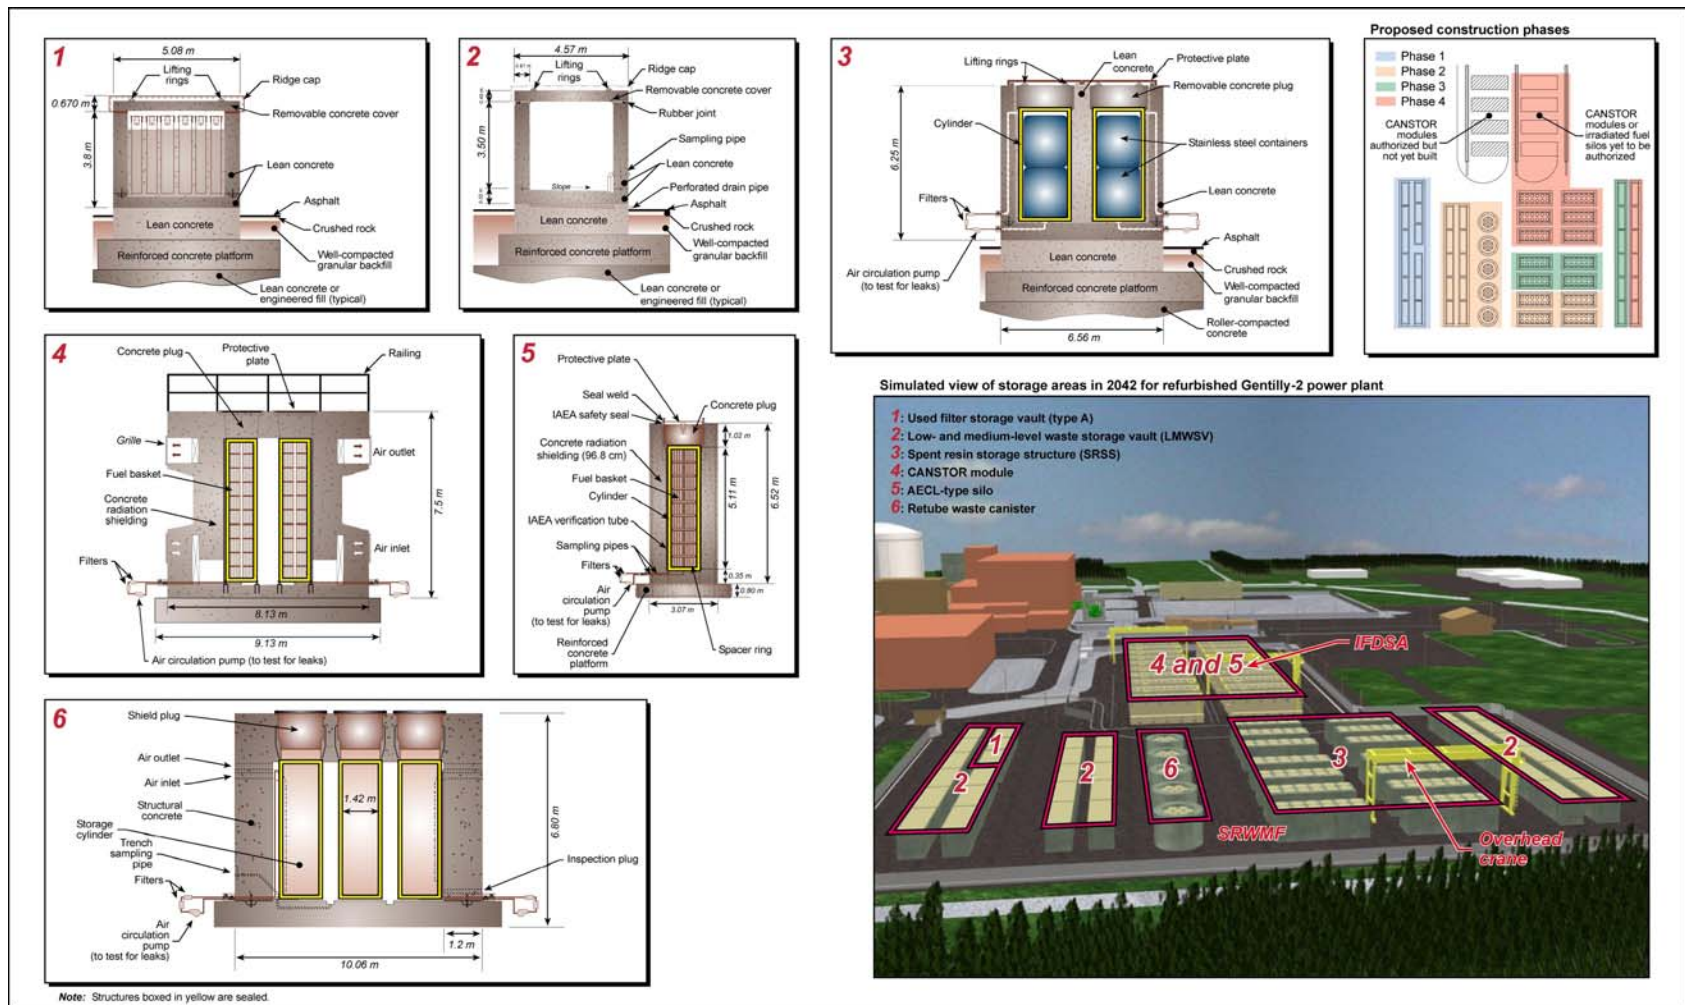 1
5.08 m
Lifting
rings
Ridge cap
0.670 m
Removable concrete cover
3.8 m
Lean concrete
Asphalt
Crushed rock
Lean concrete
Well-compacted
granular backfill
Reinforced concrete platform
Lean concrete or
engineered fill (typical)
2
4.57 m
Lifting
rings
Ridge cap
Removable concrete cover
Rubber joint
3.50 m
Sampling pipe
Lean concrete
Slope
Perforated drain pipe
Asphalt
Lean concrete
Crushed rock
Well-compacted
granular backfill
Reinforced concrete platform
Lean concrete or
engineered fill (typical)
3
Lifting rings
Lean
concrete
Protective plate
Removable concrete plug
Cylinder
Stainless steel containers
6.25 m
Lean concrete
Filters
Asphalt
Air circulation pump
(to test for leaks)
Lean concrete
Crushed rock
Reinforced concrete platform
Well-compacted
granular backfill
Roller-compacted
concrete
6.56 m
Proposed construction phases
Phase 1
Phase 2
Phase 3
Phase 4
CANSTOR
modules
authorized but
not yet built
CANSTOR
modules or
irradiated fuel
silos yet to be
authorized
4
Concrete plug
Protective
plate
Railing
Grille
Air outlet
Fuel basket
Concrete
radiation
shielding
7.5 m
Air inlet
Filters
8.13 m
9.13 m
Air circulation pump (to test for leaks)
5
Protective plate
Seal weld
Concrete plug
IAEA safety seal
1.02 m
Concrete radiation
shielding (96.8 cm)
Fuel basket
Cylinder
5.11 m
6.52 m
IAEA verification tube
Sampling pipes
Filters
0.35 m
Air
circulation
pump
(to test for leaks)
0.90 m
3.07 m
Reinforced
concrete
platform
Spacer ring
6
Shield plug
Air outlet
Air inlet
1.42 m
Structural
concrete
Storage
cylinder
6.80 m
Trench
sampling
pipe
Inspection plug
Filters
Air
circulation
pump
(to test for leaks)
1.2 m
10.06 m
Note: Structures boxed in yellow are sealed.
Simulated view of storage areas in 2042 for refurbished Gentilly-2 power plant
1: Used filter storage vault (type A)
2: Low- and medium-level waste storage vault (LMWSV)
3: Spent resin storage structure (SRSS)
4: CANSTOR module
5: AECL-type silo
6: Retube waste canister
4 and 5
IFDSA
1
2
2
6
3
2
SRWMF
Overhead
crane